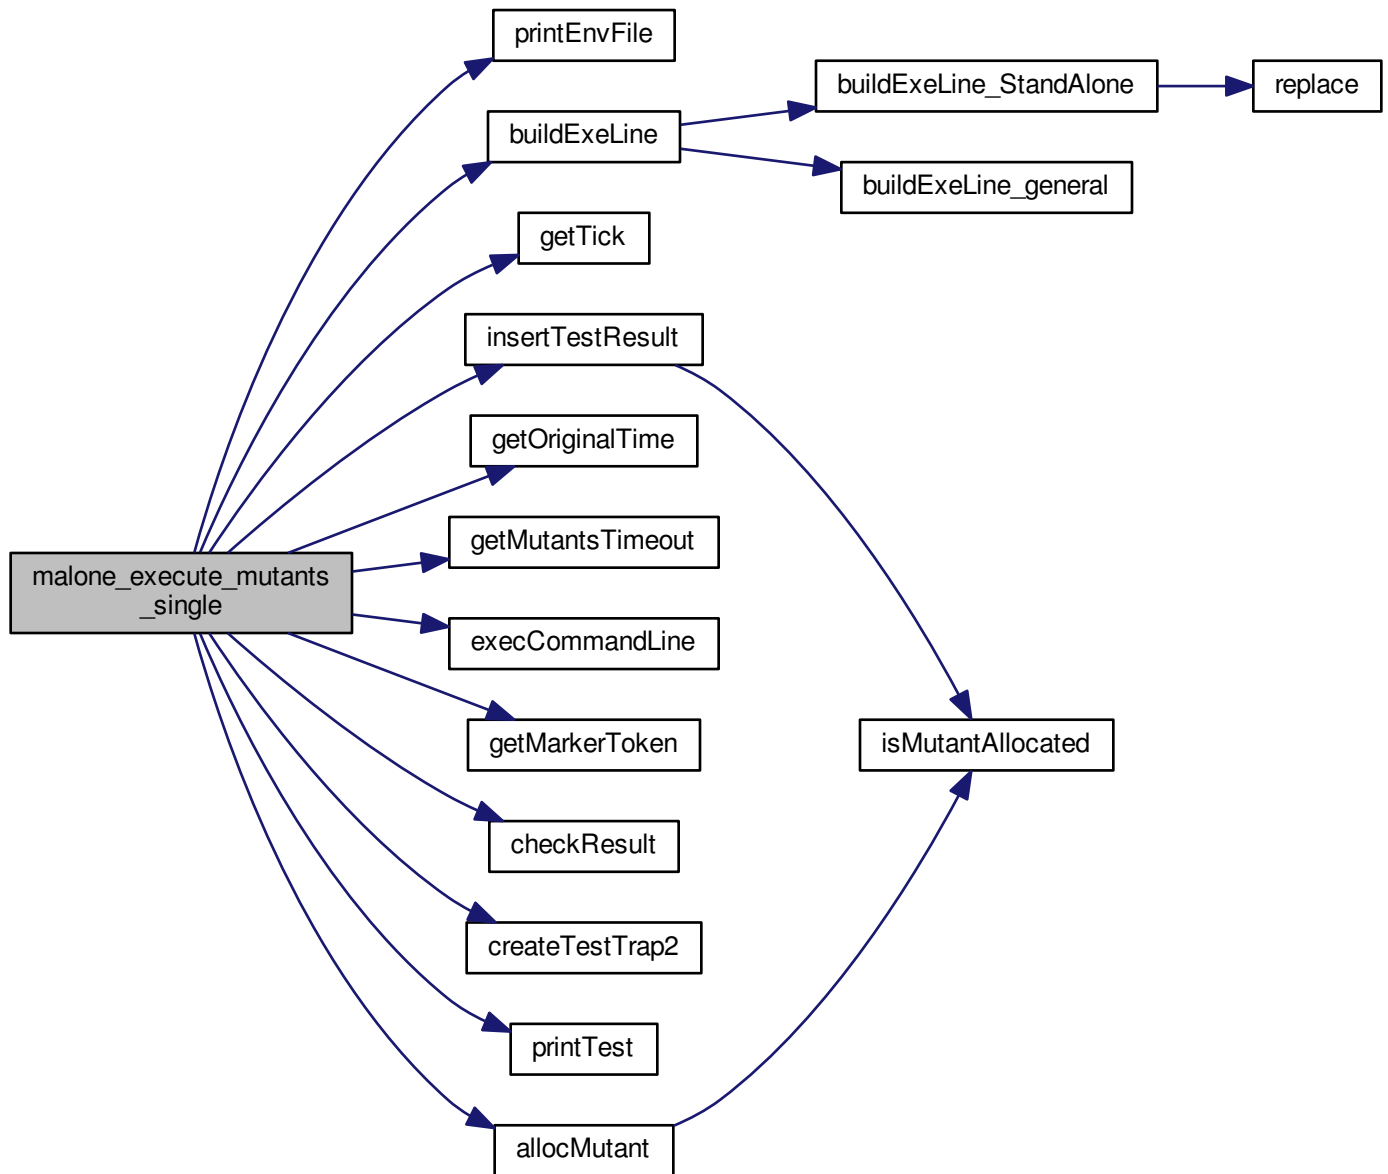 printEnvFile
buildExeLine_StandAlone
replace
buildExeLine
buildExeLine_general
getTick
insertTestResult
getOriginalTime
getMutantsTimeout
malone_execute_mutants
_single
execCommandLine
getMarkerToken
isMutantAllocated
checkResult
createTestTrap2
printTest
allocMutant